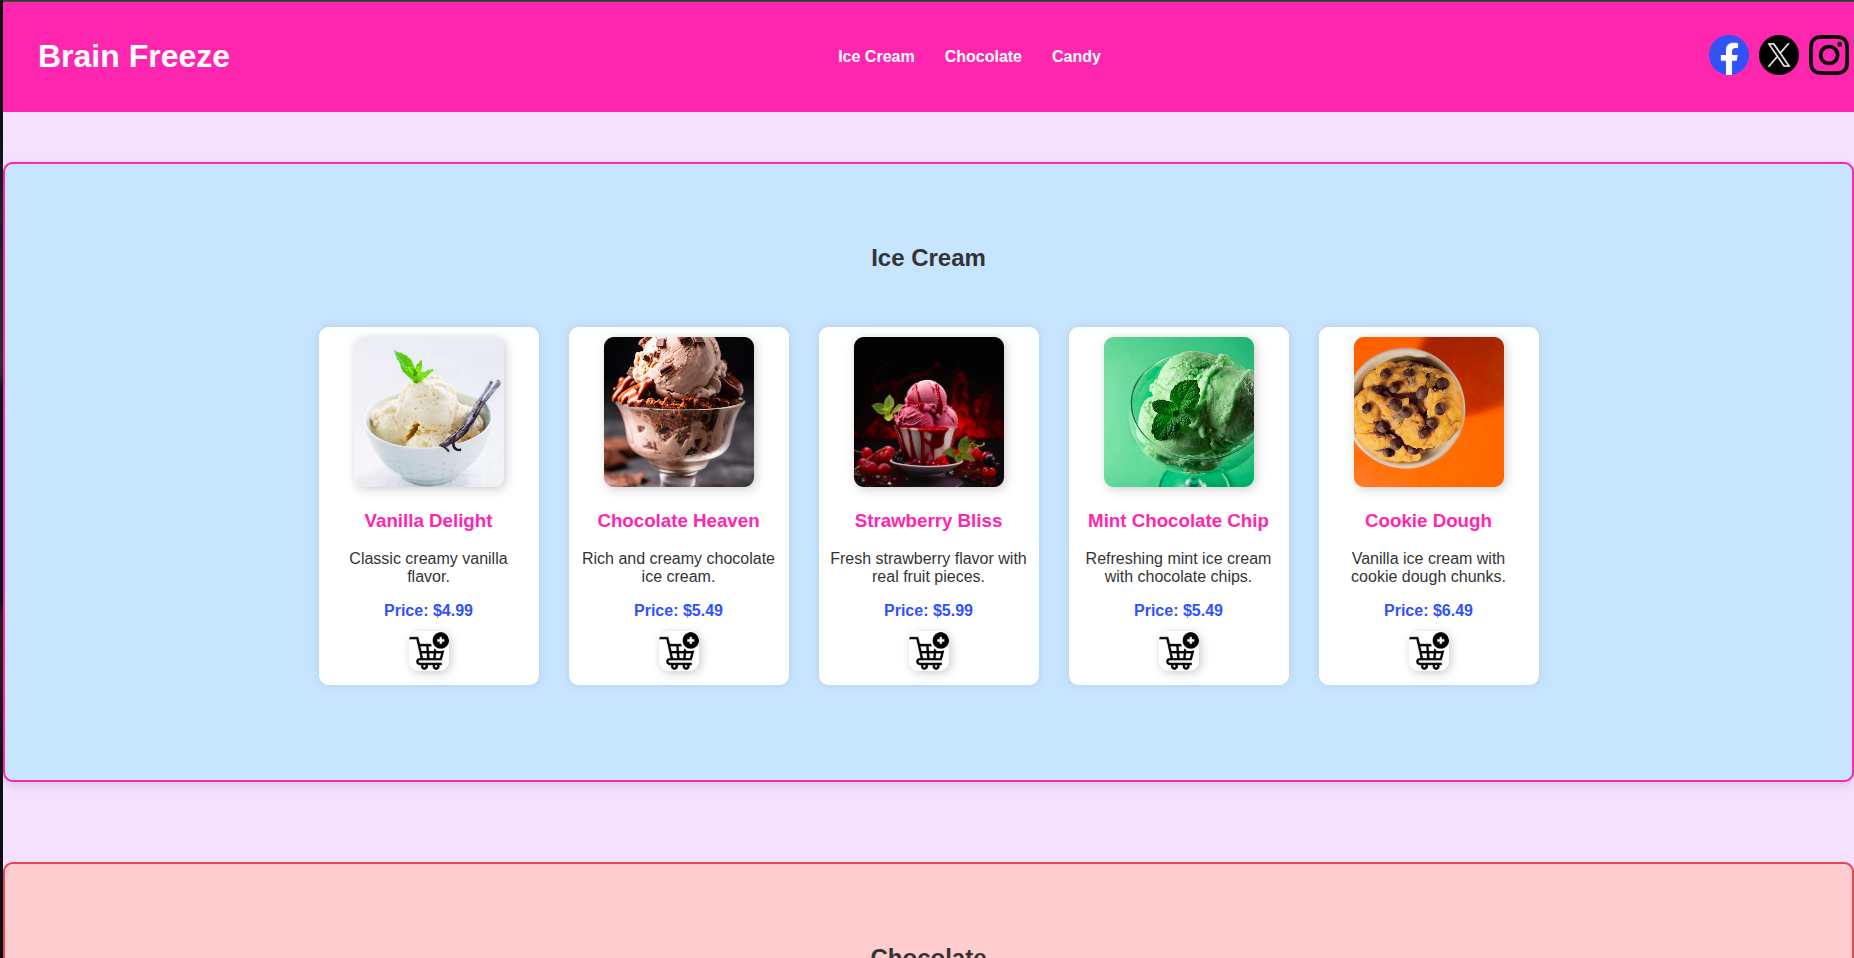 Brain Freeze
Ice Cream Chocolate Candy
Ice Cream
Vanilla Delight
Classic creamy vanilla
flavor.
Price: $4.99
Chocolate Heaven
Rich and creamy chocolate
ice cream.
Price: $5.49
Strawberry Bliss
Fresh strawberry flavor with
real fruit pieces.
Price: $5.99
Mint Chocolate Chip
Refreshing mint ice cream
with chocolate chips.
Price: $5.49
Cookie Dough
Vanilla ice cream with
cookie dough chunks.
Price: $6.49
Chocolate